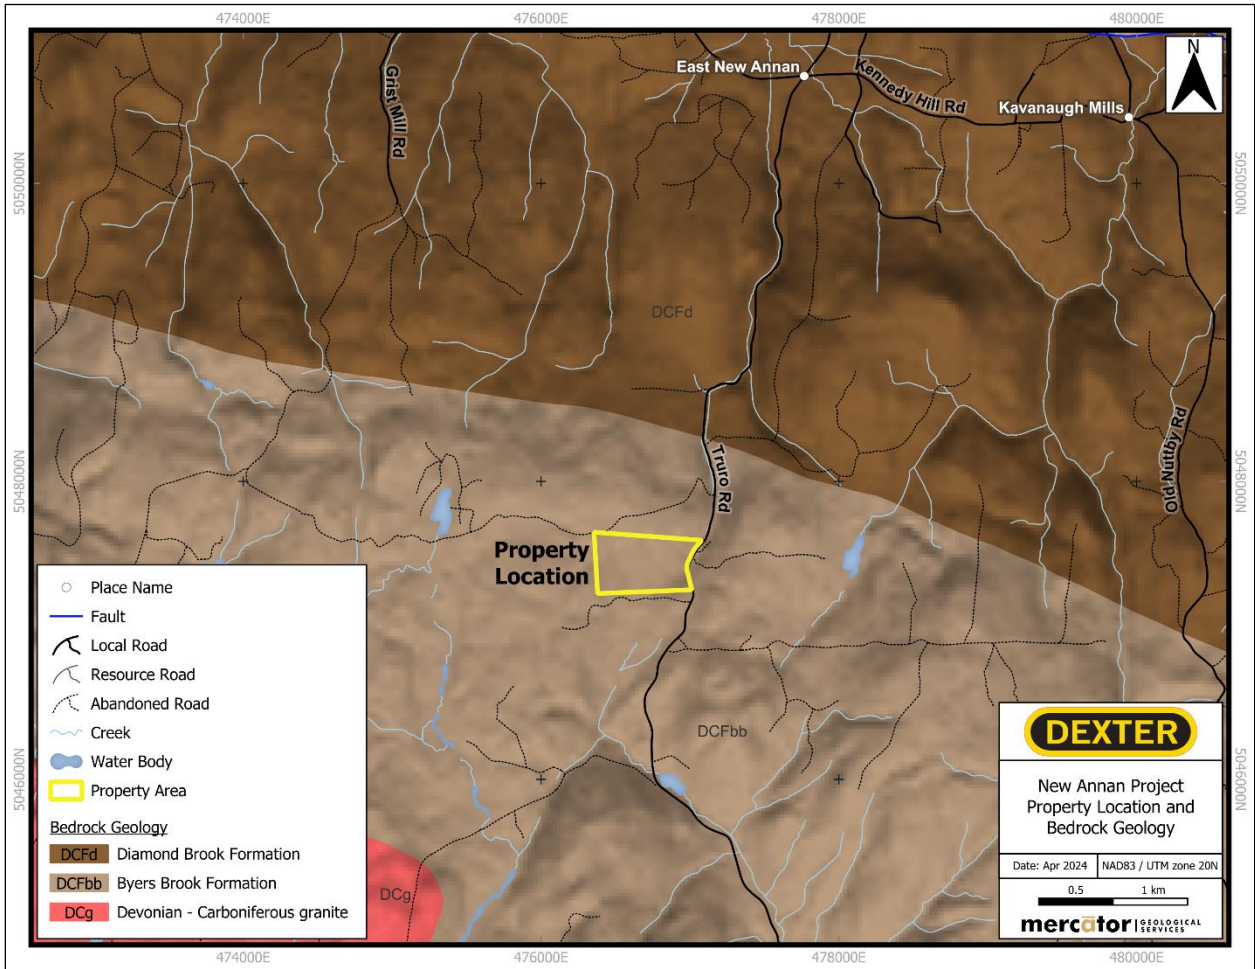 474000E
476000E
478000E
480000E
N
East New Annan
Kennedy Hill Rd
Kavanaugh Mills
Grist Mill Rd
5050000N
5050000N
DCFd
Truro Rd
Old Nuttby Rd
5048000N
5048000N
Property
Location
DCFbb
DCg
5046000N
5046000N
Place Name
Fault
Local Road
Resource Road
Abandoned Road
Creek
Water Body
Property Area
Bedrock Geology
DCFd Diamond Brook Formation
DCFbb Byers Brook Formation
DCg Devonian - Carboniferous granite
DEXTER
New Annan Project
Property Location and
Bedrock Geology
Date: Apr 2024 NAD83 / UTM zone 20N
0.5 1 km
mercātor GEOLOGICAL
SERVICES
474000E
476000E
478000E
480000E